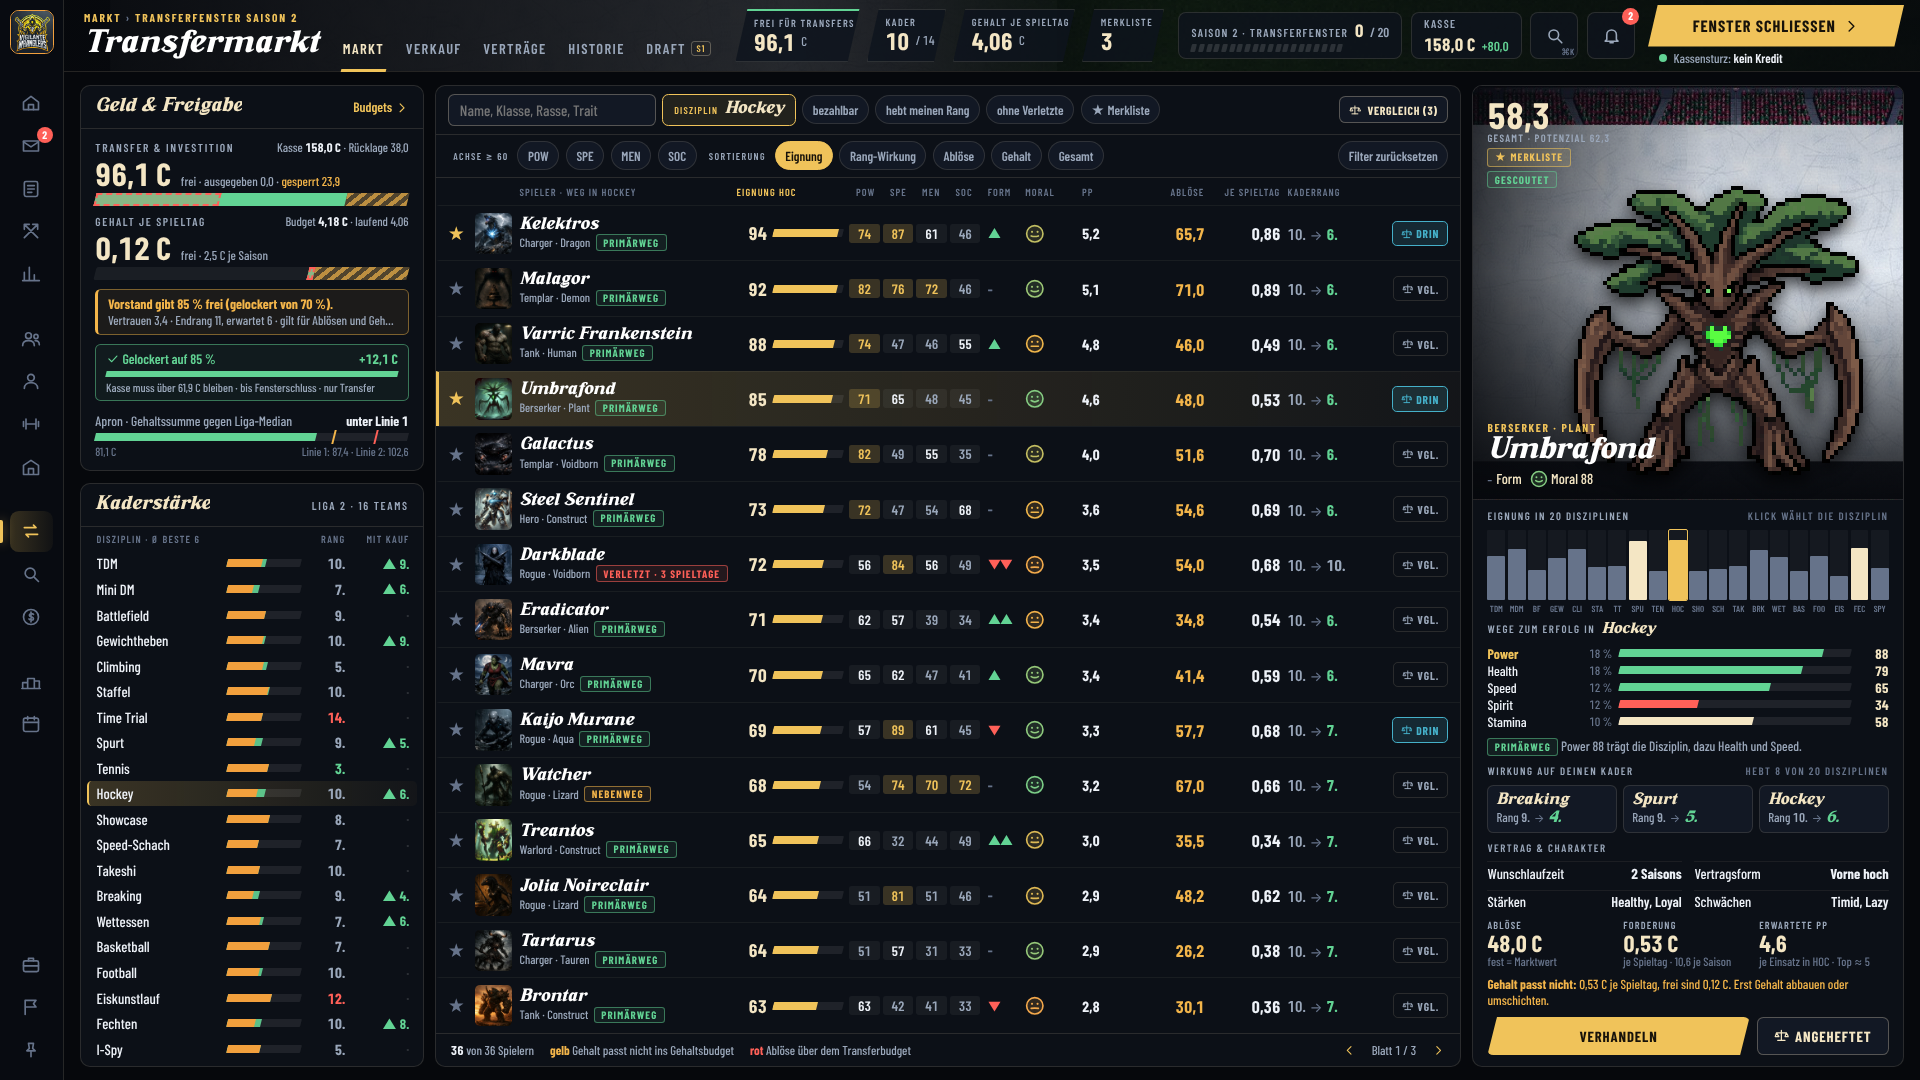 MARKT › TRANSFERFENSTER SAISON 2
Transfermarkt
MARKT VERKAUF VERTRÄGE HISTORIE DRAFT S1
FREI FÜR TRANSFERS
96,1 C
KADER
10 / 14
GEHALT JE SPIELTAG
4,06 C
MERKLISTE
3
SAISON 2 · TRANSFERFENSTER 0 / 20
KASSE
158,0 C +80,0
⌘K
2
FENSTER SCHLIESSEN
Kassensturz: kein Kredit
2
Geld & Freigabe
Budgets
TRANSFER & INVESTITION
Kasse 158,0 C · Rücklage 38,0
96,1 C frei · ausgegeben 0,0 · gesperrt 23,9
GEHALT JE SPIELTAG
Budget 4,18 C · laufend 4,06
0,12 C frei · 2,5 C je Saison
Vorstand gibt 85 % frei (gelockert von 70 %).
Vertrauen 3,4 · Endrang 11, erwartet 6 · gilt für Ablösen und Geh...
✓ Gelockert auf 85 % +12,1 C
Kasse muss über 61,9 C bleiben · bis Fensterschluss · nur Transfer
Apron · Gehaltssumme gegen Liga-Median unter Linie 1
81,1 C Linie 1: 87,4 · Linie 2: 102,6
Kaderstärke
LIGA 2 · 16 TEAMS
DISZIPLIN · Ø BESTE 6 RANG MIT KAUF
TDM 10. ▲ 9.
Mini DM 7. ▲ 6.
Battlefield 9. ·
Gewichtheben 10. ▲ 9.
Climbing 5. ·
Staffel 10. ·
Time Trial 14. ·
Spurt 9. ▲ 5.
Tennis 3. ·
Hockey 10. ▲ 6.
Showcase 8. ·
Speed-Schach 7. ·
Takeshi 10. ·
Breaking 9. ▲ 4.
Wettessen 7. ▲ 6.
Basketball 7. ·
Football 10. ·
Eiskunstlauf 12. ·
Fechten 10. ▲ 8.
I-Spy 5. ·
Name, Klasse, Rasse, Trait
DISZIPLIN Hockey
bezahlbar
hebt meinen Rang
ohne Verletzte
★ Merkliste
VERGLEICH (3)
ACHSE ≥ 60 POW SPE MEN SOC
SORTIERUNG Eignung Rang-Wirkung Ablöse Gehalt Gesamt
Filter zurücksetzen
SPIELER · WEG IN HOCKEY EIGNUNG HOC POW SPE MEN SOC FORM MORAL PP ABLÖSE JE SPIELTAG KADERRANG
Kelektros
Charger · Dragon PRIMÄRWEG
94 74 87 61 46 ▲ 5,2 65,7 0,86 10. → 6. DRIN
Malagor
Templar · Demon PRIMÄRWEG
92 82 76 72 46 - 5,1 71,0 0,89 10. → 6. VGL.
Varric Frankenstein
Tank · Human PRIMÄRWEG
88 74 47 46 55 ▲ 4,8 46,0 0,49 10. → 6. VGL.
Umbrafond
Berserker · Plant PRIMÄRWEG
85 71 65 48 45 - 4,6 48,0 0,53 10. → 6. DRIN
Galactus
Templar · Voidborn PRIMÄRWEG
78 82 49 55 35 - 4,0 51,6 0,70 10. → 6. VGL.
Steel Sentinel
Hero · Construct PRIMÄRWEG
73 72 47 54 68 - 3,6 54,6 0,69 10. → 6. VGL.
Darkblade
Rogue · Voidborn VERLETZT · 3 SPIELTAGE
72 56 84 56 49 ▼▼ 3,5 54,0 0,68 10. → 10. VGL.
Eradicator
Berserker · Alien PRIMÄRWEG
71 62 57 39 34 ▲▲ 3,4 34,8 0,54 10. → 6. VGL.
Mavra
Charger · Orc PRIMÄRWEG
70 65 62 47 41 ▲ 3,4 41,4 0,59 10. → 6. VGL.
Kaijo Murane
Rogue · Aqua PRIMÄRWEG
69 57 89 61 45 ▼ 3,3 57,7 0,68 10. → 7. DRIN
Watcher
Rogue · Lizard NEBENWEG
68 54 74 70 72 - 3,2 67,0 0,66 10. → 7. VGL.
Treantos
Warlord · Construct PRIMÄRWEG
65 66 32 44 49 ▲▲ 3,0 35,5 0,34 10. → 7. VGL.
Jolia Noireclair
Rogue · Lizard PRIMÄRWEG
64 51 81 51 46 - 2,9 48,2 0,62 10. → 7. VGL.
Tartarus
Charger · Tauren PRIMÄRWEG
64 51 57 31 33 - 2,9 26,2 0,38 10. → 7. VGL.
Brontar
Tank · Construct PRIMÄRWEG
63 63 42 41 33 ▼ 2,8 30,1 0,36 10. → 7. VGL.
36 von 36 Spielern gelb Gehalt passt nicht ins Gehaltsbudget rot Ablöse über dem Transferbudget
Blatt 1 / 3
58,3
GESAMT · POTENZIAL 62,3
★ MERKLISTE
GESCOUTET
BERSERKER · PLANT
Umbrafond
- Form Moral 88
EIGNUNG IN 20 DISZIPLINEN KLICK WÄHLT DIE DISZIPLIN
TDM MDM BF GEW CLI STA TT SPU TEN HOC SHO SCH TAK BRK WET BAS FOO EIS FEC SPY
WEGE ZUM ERFOLG IN Hockey
Power 18 % 88
Health 18 % 79
Speed 12 % 65
Spirit 12 % 34
Stamina 10 % 58
PRIMÄRWEG Power 88 trägt die Disziplin, dazu Health und Speed.
WIRKUNG AUF DEINEN KADER HEBT 8 VON 20 DISZIPLINEN
Breaking
Rang 9. → 4.
Spurt
Rang 9. → 5.
Hockey
Rang 10. → 6.
VERTRAG & CHARAKTER
Wunschlaufzeit 2 Saisons Vertragsform Vorne hoch
Stärken Healthy, Loyal Schwächen Timid, Lazy
ABLÖSE
48,0 C
fest = Marktwert
FORDERUNG
0,53 C
je Spieltag · 10,6 je Saison
ERWARTETE PP
4,6
je Einsatz in HOC · Top ≈ 5
Gehalt passt nicht: 0,53 C je Spieltag, frei sind 0,12 C. Erst Gehalt abbauen oder
umschichten.
VERHANDELN
ANGEHEFTET